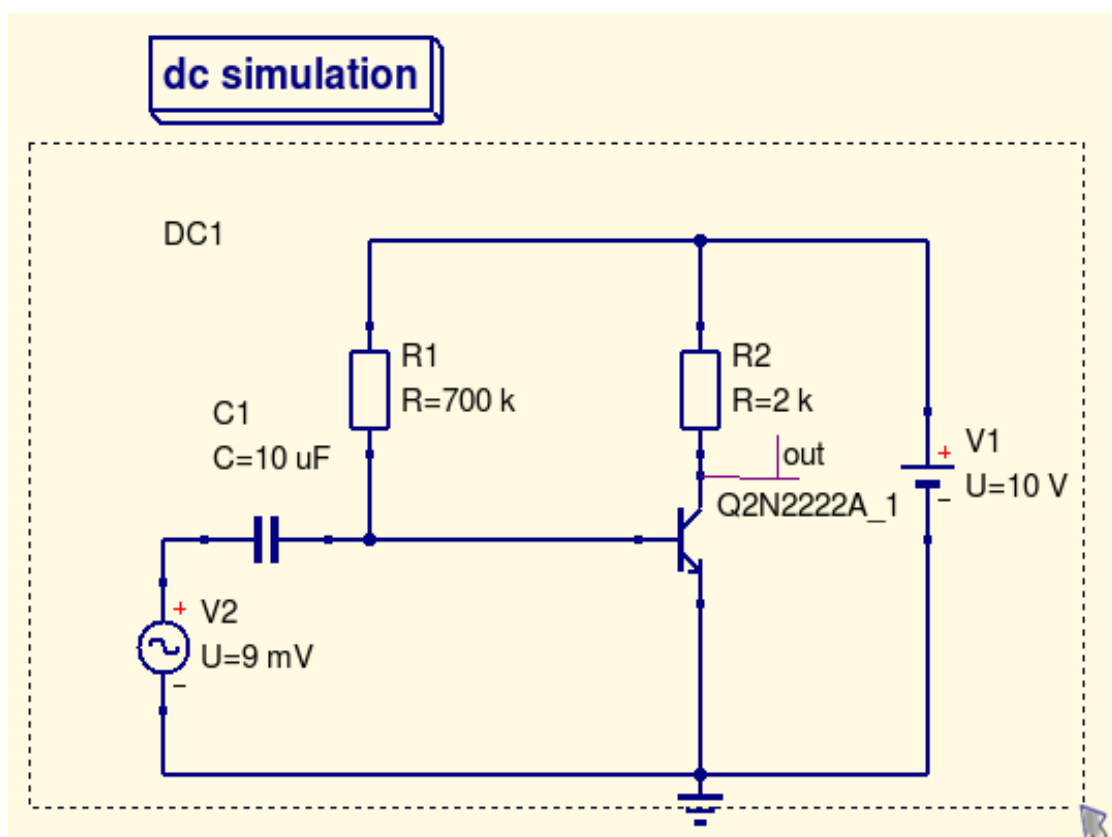 dc simulation
DC1
R1
R=700 k
R2
R=2 k
C1
C=10 uF
out
Q2N2222A_1
V1
U=10 V
V2
U=9 mV